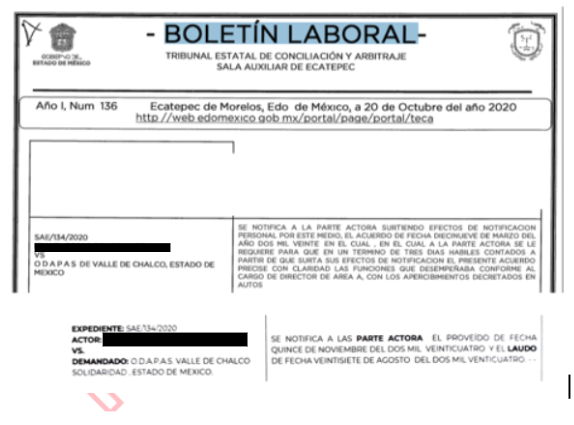 - BOLETÍN LABORAL-
TRIBUNAL ESTATAL DE CONCILIACIÓN Y ARBITRAJE
SALA AUXILIAR DE ECATEPEC
GOBIERNO DEL
ESTADO DE MÉXICO
Año I, Num 136 Ecatepec de Morelos, Edo de México, a 20 de Octubre del año 2020
http://web.edomexico.gob.mx/portal/page/portal/teca
SAE/134/2020
VS
O.D.A.P.A.S. DE VALLE DE CHALCO, ESTADO DE
MEXICO
SE NOTIFICA A LA PARTE ACTORA SURTIENDO EFECTOS DE NOTIFICACION
PERSONAL POR ESTE MEDIO, EL ACUERDO DE FECHA DIECINUEVE DE MARZO DEL
AÑO DOS MIL VEINTE EN EL CUAL , EN EL CUAL A LA PARTE ACTORA SE LE
REQUIERE PARA QUE EN UN TERMINO DE TRES DIAS HABILES CONTADOS A
PARTIR DE QUE SURTA SUS EFECTOS DE NOTIFICACION EL PRESENTE ACUERDO
PRECISE CON CLARIDAD LAS FUNCIONES QUE DESEMPEÑABA CONFORME AL
CARGO DE DIRECTOR DE AREA A, CON LOS APERCIBIMIENTOS DECRETADOS EN
AUTOS
EXPEDIENTE: SAE/134/2020
ACTOR:
VS.
DEMANDADO: O.D.A.P.A.S. VALLE DE CHALCO
SOLIDARIDAD , ESTADO DE MEXICO.
SE NOTIFICA A LAS PARTE ACTORA EL PROVEÍDO DE FECHA
QUINCE DE NOVIEMBRE DEL DOS MIL VEINTICUATRO Y EL LAUDO
DE FECHA VEINTISIETE DE AGOSTO DEL DOS MIL VENTICUATRO - -